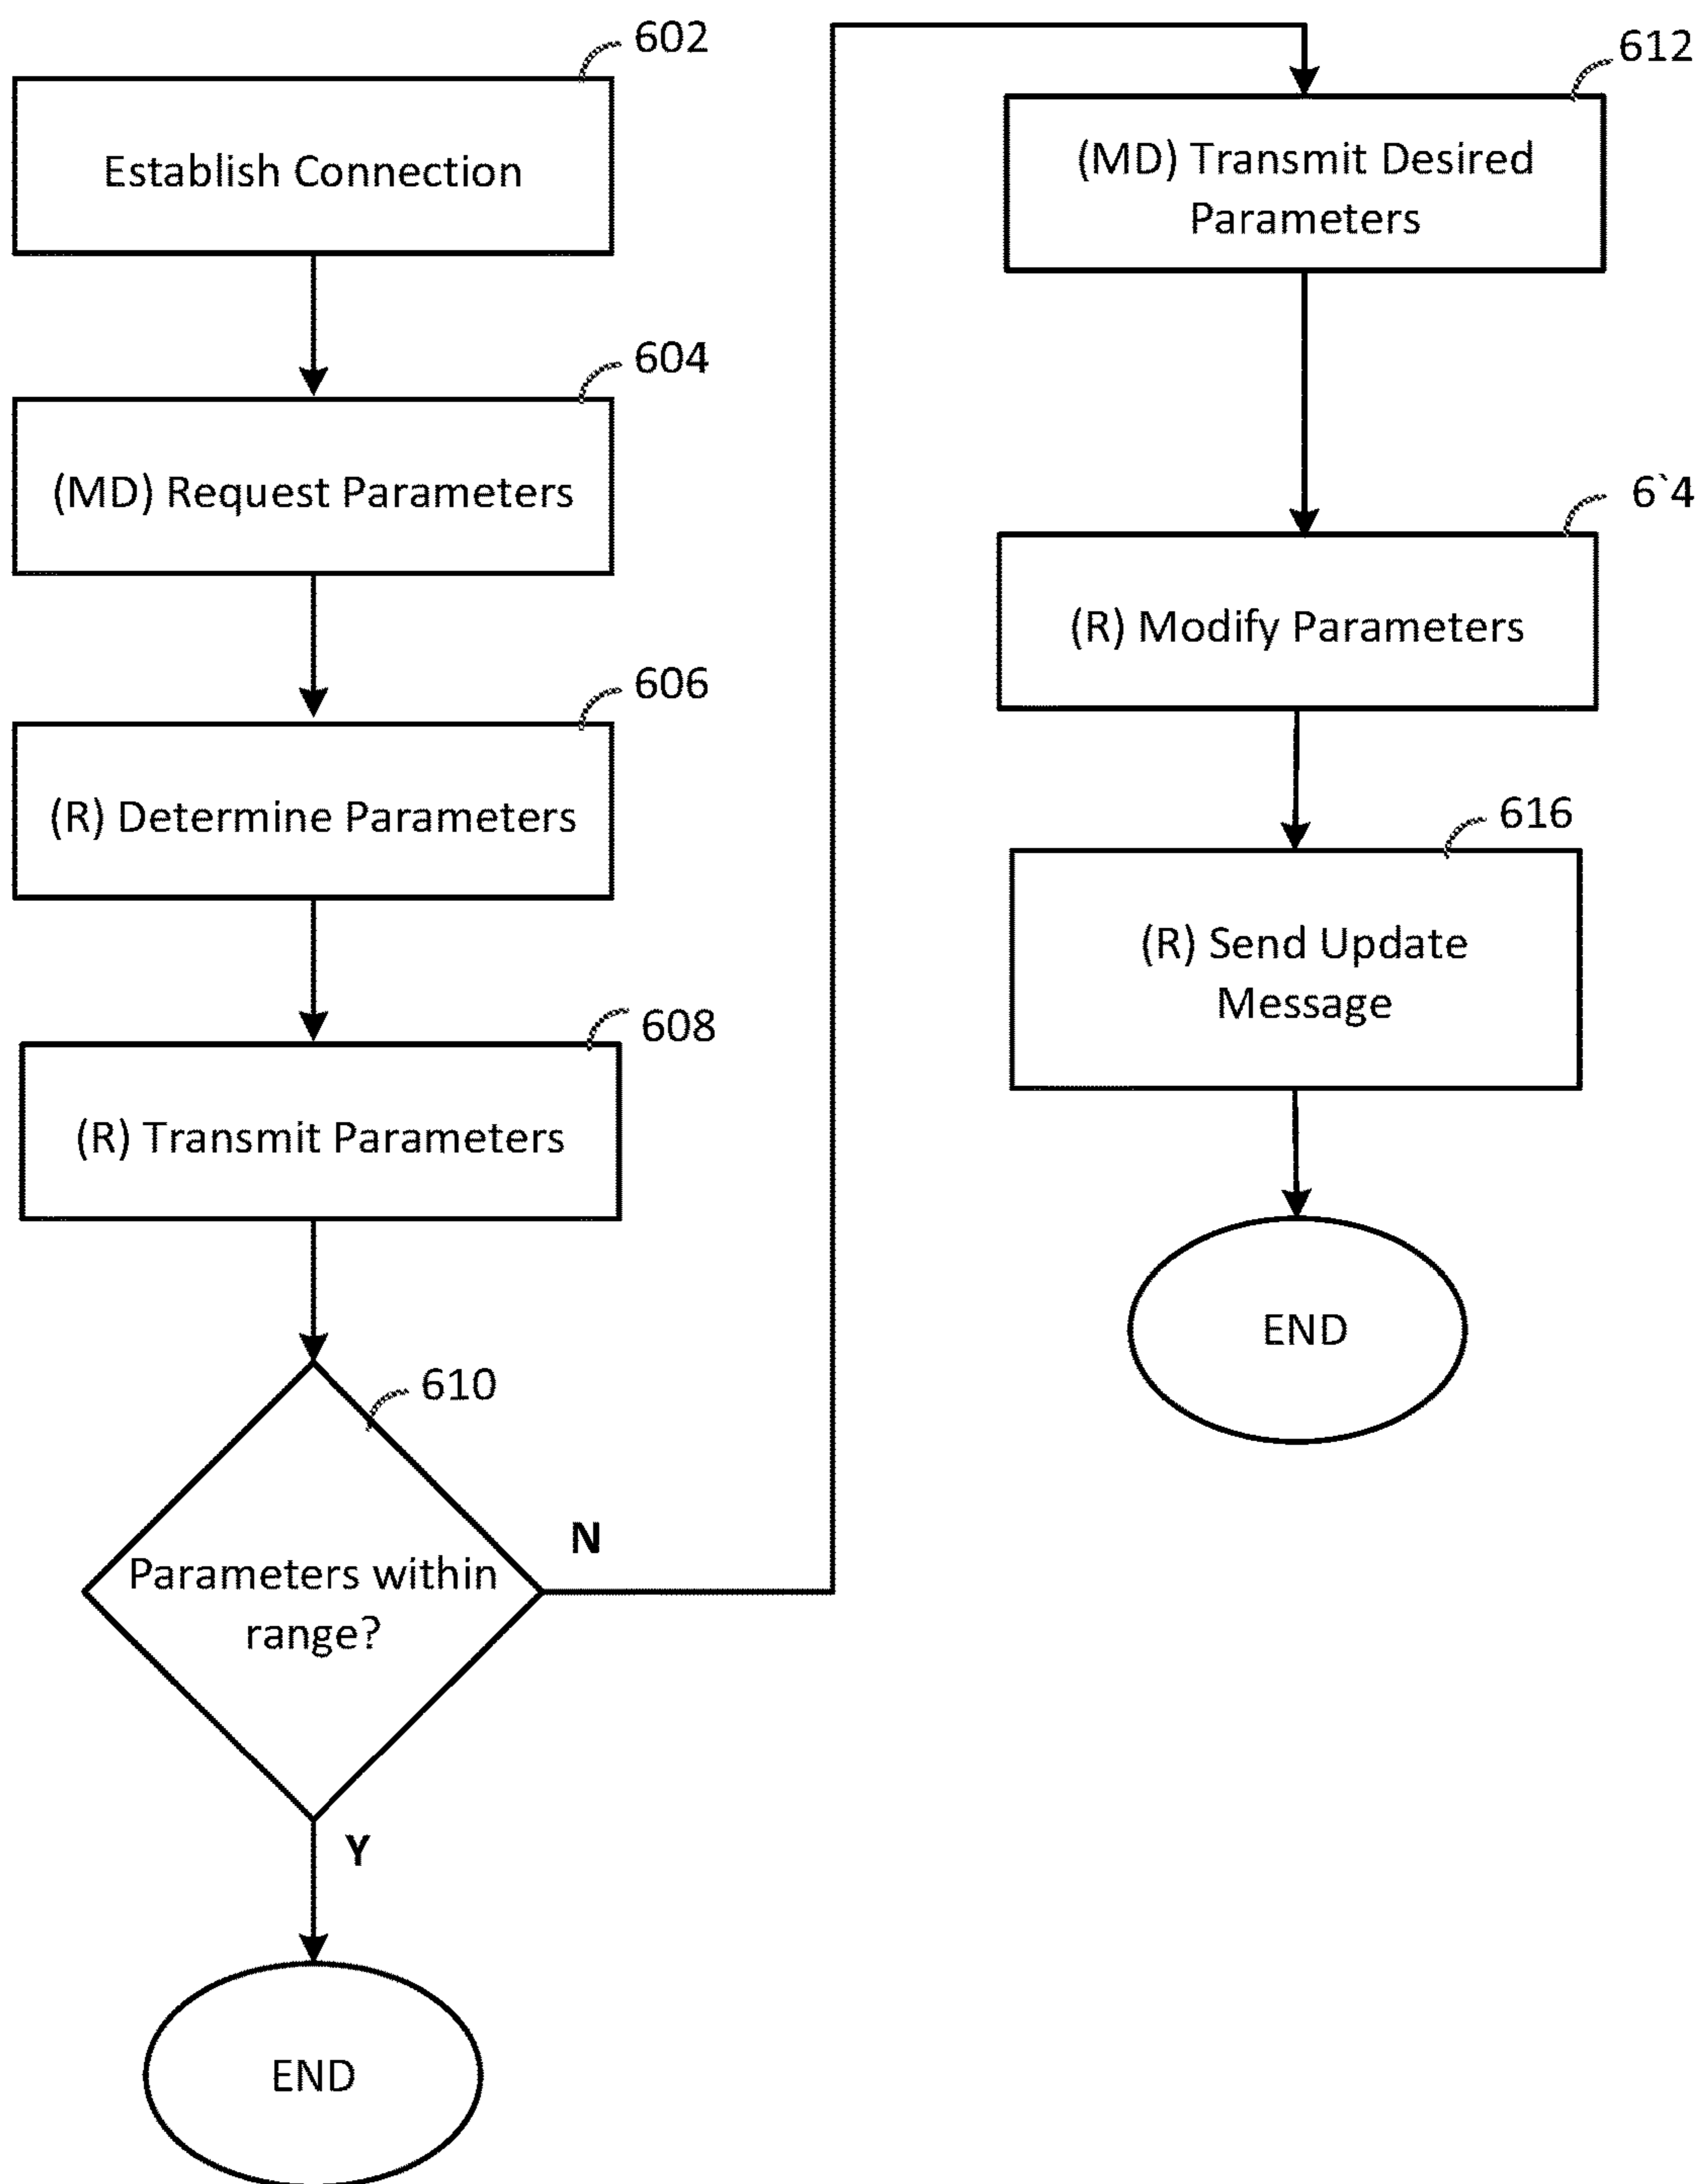 602
Establish Connection
604
(MD) Request Parameters
606
(R) Determine Parameters
608
(R) Transmit Parameters
610
Parameters within
range?
N
Y
END
612
(MD) Transmit Desired
Parameters
6`4
(R) Modify Parameters
616
(R) Send Update
Message
END